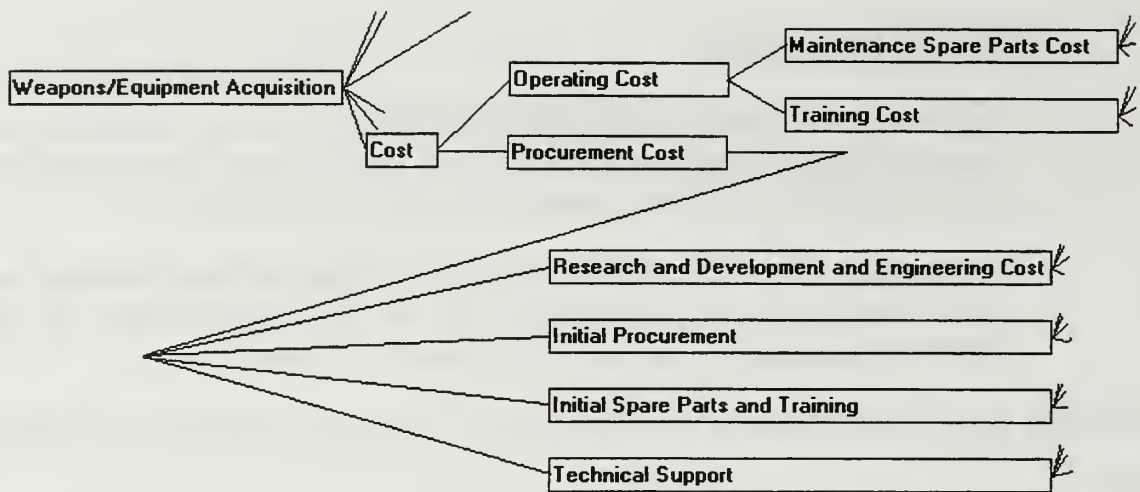 Maintenance Spare Parts Cost
Weapons/Equipment Acquisition
Operating Cost
Training Cost
Cost
Procurement Cost
Research and Development and Engineering Cost
Initial Procurement
Initial Spare Parts and Training
Technical Support